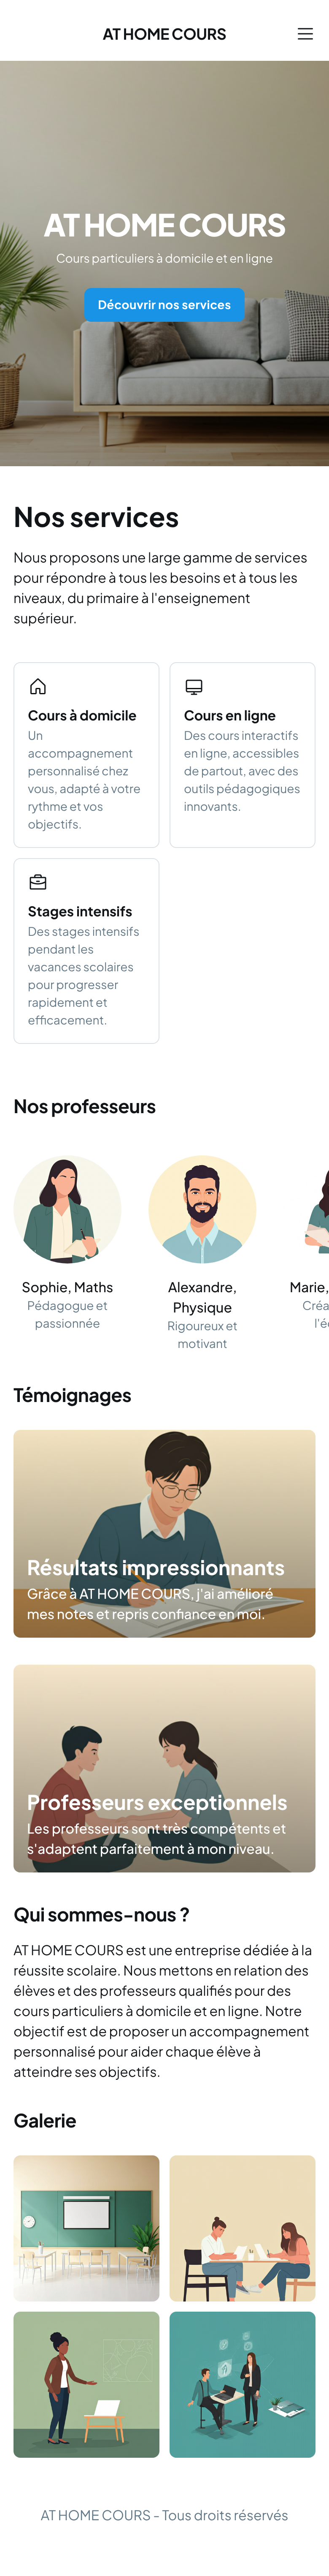 AT HOME COURS
AT HOME COURS
Cours particuliers à domicile et en ligne
Découvrir nos services
Nos services
Nous proposons une large gamme de services
pour répondre à tous les besoins et à tous les
niveaux, du primaire à l'enseignement
supérieur.
Cours à domicile
Un
accompagnement
personnalisé chez
vous, adapté à votre
rythme et vos
objectifs.
Cours en ligne
Des cours interactifs
en ligne, accessibles
de partout, avec des
outils pédagogiques
innovants.
Stages intensifs
Des stages intensifs
pendant les
vacances scolaires
pour progresser
rapidement et
efficacement.
Nos professeurs
Sophie, Maths
Pédagogue et
passionnée
Alexandre,
Physique
Rigoureux et
motivant
Marie,
Témoignages
Résultats impressionnants
Grâce à AT HOME COURS, j'ai amélioré
mes notes et repris confiance en moi.
Professeurs exceptionnels
Les professeurs sont très compétents et
s'adaptent parfaitement à mon niveau.
Qui sommes-nous ?
AT HOME COURS est une entreprise dédiée à la
réussite scolaire. Nous mettons en relation des
élèves et des professeurs qualifiés pour des
cours particuliers à domicile et en ligne. Notre
objectif est de proposer un accompagnement
personnalisé pour aider chaque élève à
atteindre ses objectifs.
Galerie
AT HOME COURS - Tous droits réservés